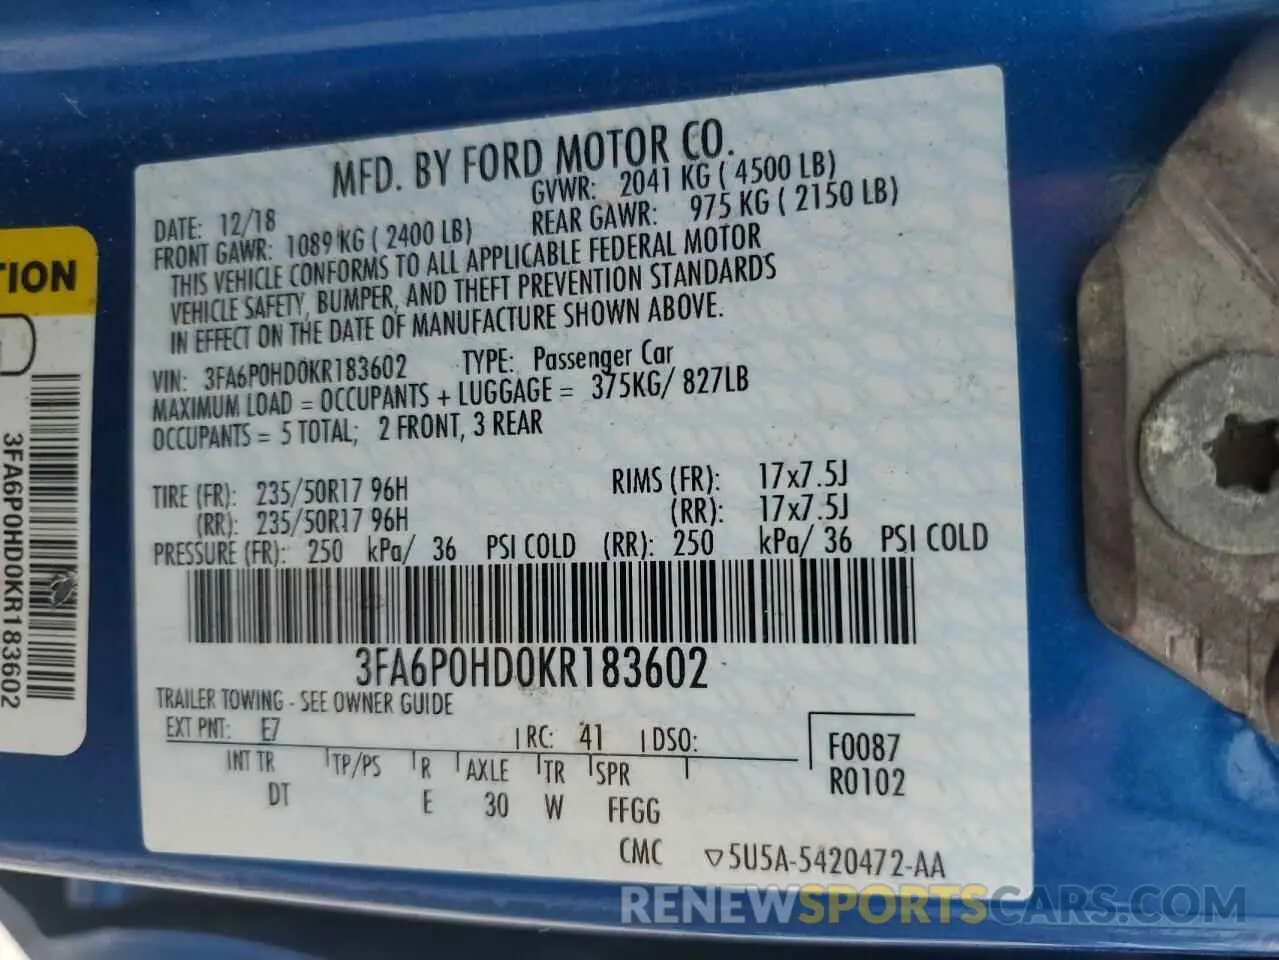 MFD. BY FORD MOTOR CO.
DATE: 12/18 GVWR: 2041 KG ( 4500 LB)
FRONT GAWR: 1089 KG ( 2400 LB) REAR GAWR: 975 KG ( 2150 LB)
THIS VEHICLE CONFORMS TO ALL APPLICABLE FEDERAL MOTOR
VEHICLE SAFETY, BUMPER, AND THEFT PREVENTION STANDARDS
IN EFFECT ON THE DATE OF MANUFACTURE SHOWN ABOVE.
VIN: 3FA6P0HD0KR183602 TYPE: Passenger Car
MAXIMUM LOAD = OCCUPANTS + LUGGAGE = 375KG/ 827LB
OCCUPANTS = 5 TOTAL; 2 FRONT, 3 REAR
TIRE (FR): 235/50R17 96H RIMS (FR): 17x7.5J
(RR): 235/50R17 96H (RR): 17x7.5J
PRESSURE (FR): 250 kPa/ 36 PSI COLD (RR): 250 kPa/ 36 PSI COLD
3FA6P0HD0KR183602
TRAILER TOWING - SEE OWNER GUIDE
EXT PNT: E7 RC: 41 DSO: F0087
INT TR TP/PS R AXLE TR SPR R0102
DT E 30 W FFGG
CMC ▽5U5A-5420472-AA
TION
3FA6P0HD0KR183602
RENEWSPORTSCARS.COM